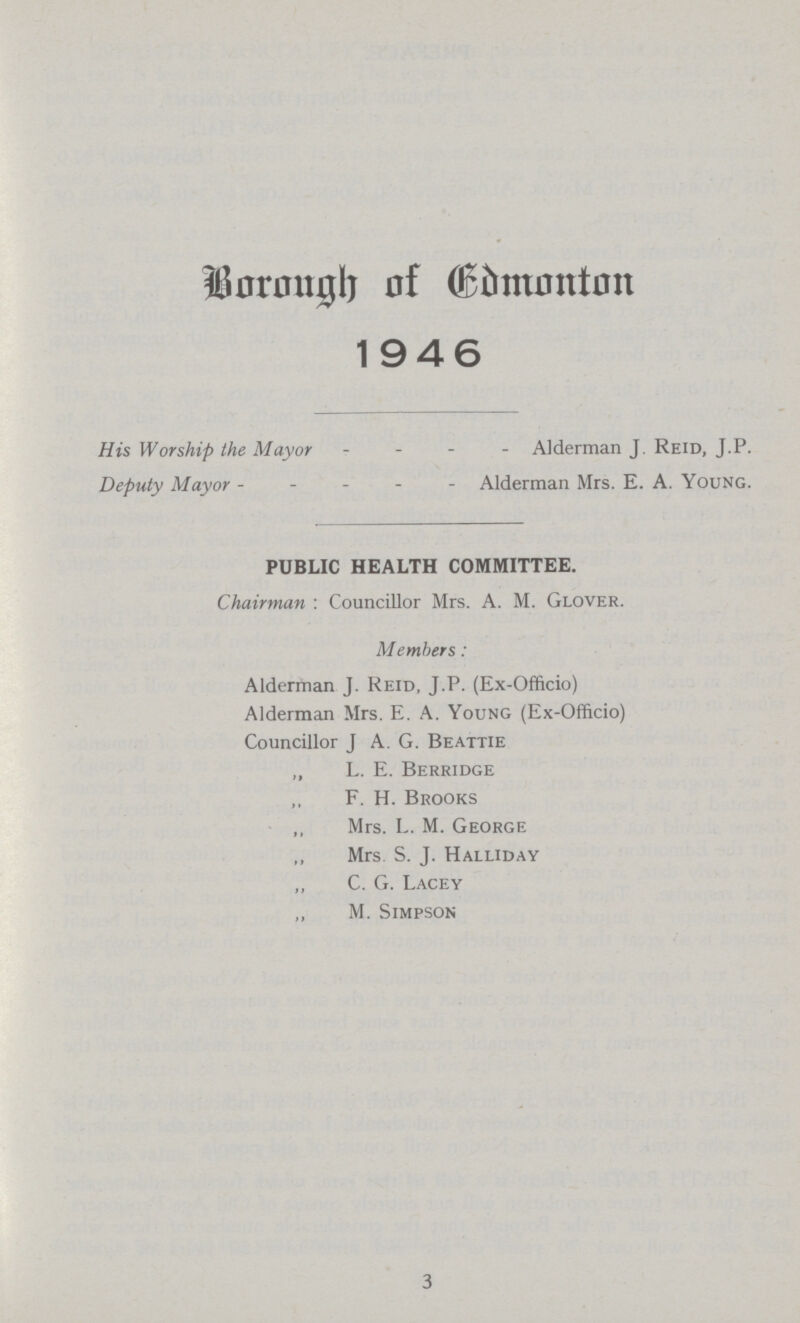 Borough of Edmonton
1946
His Worship the Mayor - - - - Alderman J. REID, J.P.
Deputy Mayor - - - - - Alderman Mrs. E. A. YOUNG.
PUBLIC HEALTH COMMITTEE.
Chairman : Councillor Mrs. A. M. GLOVER.
Members :
Alderman J. REID, J.P. (Ex-Officio)
Alderman Mrs. E. A. YOUNG (Ex-Officio)
Councillor J A. G. BEATTIE
,, L. E. BERRIDGE
,, F. H. BROOKS
,, Mrs. L. M. GEORGE
,, Mrs. S. J. HALLIDAY
,, C. G. LACEY
,, M. SIMPSON
3